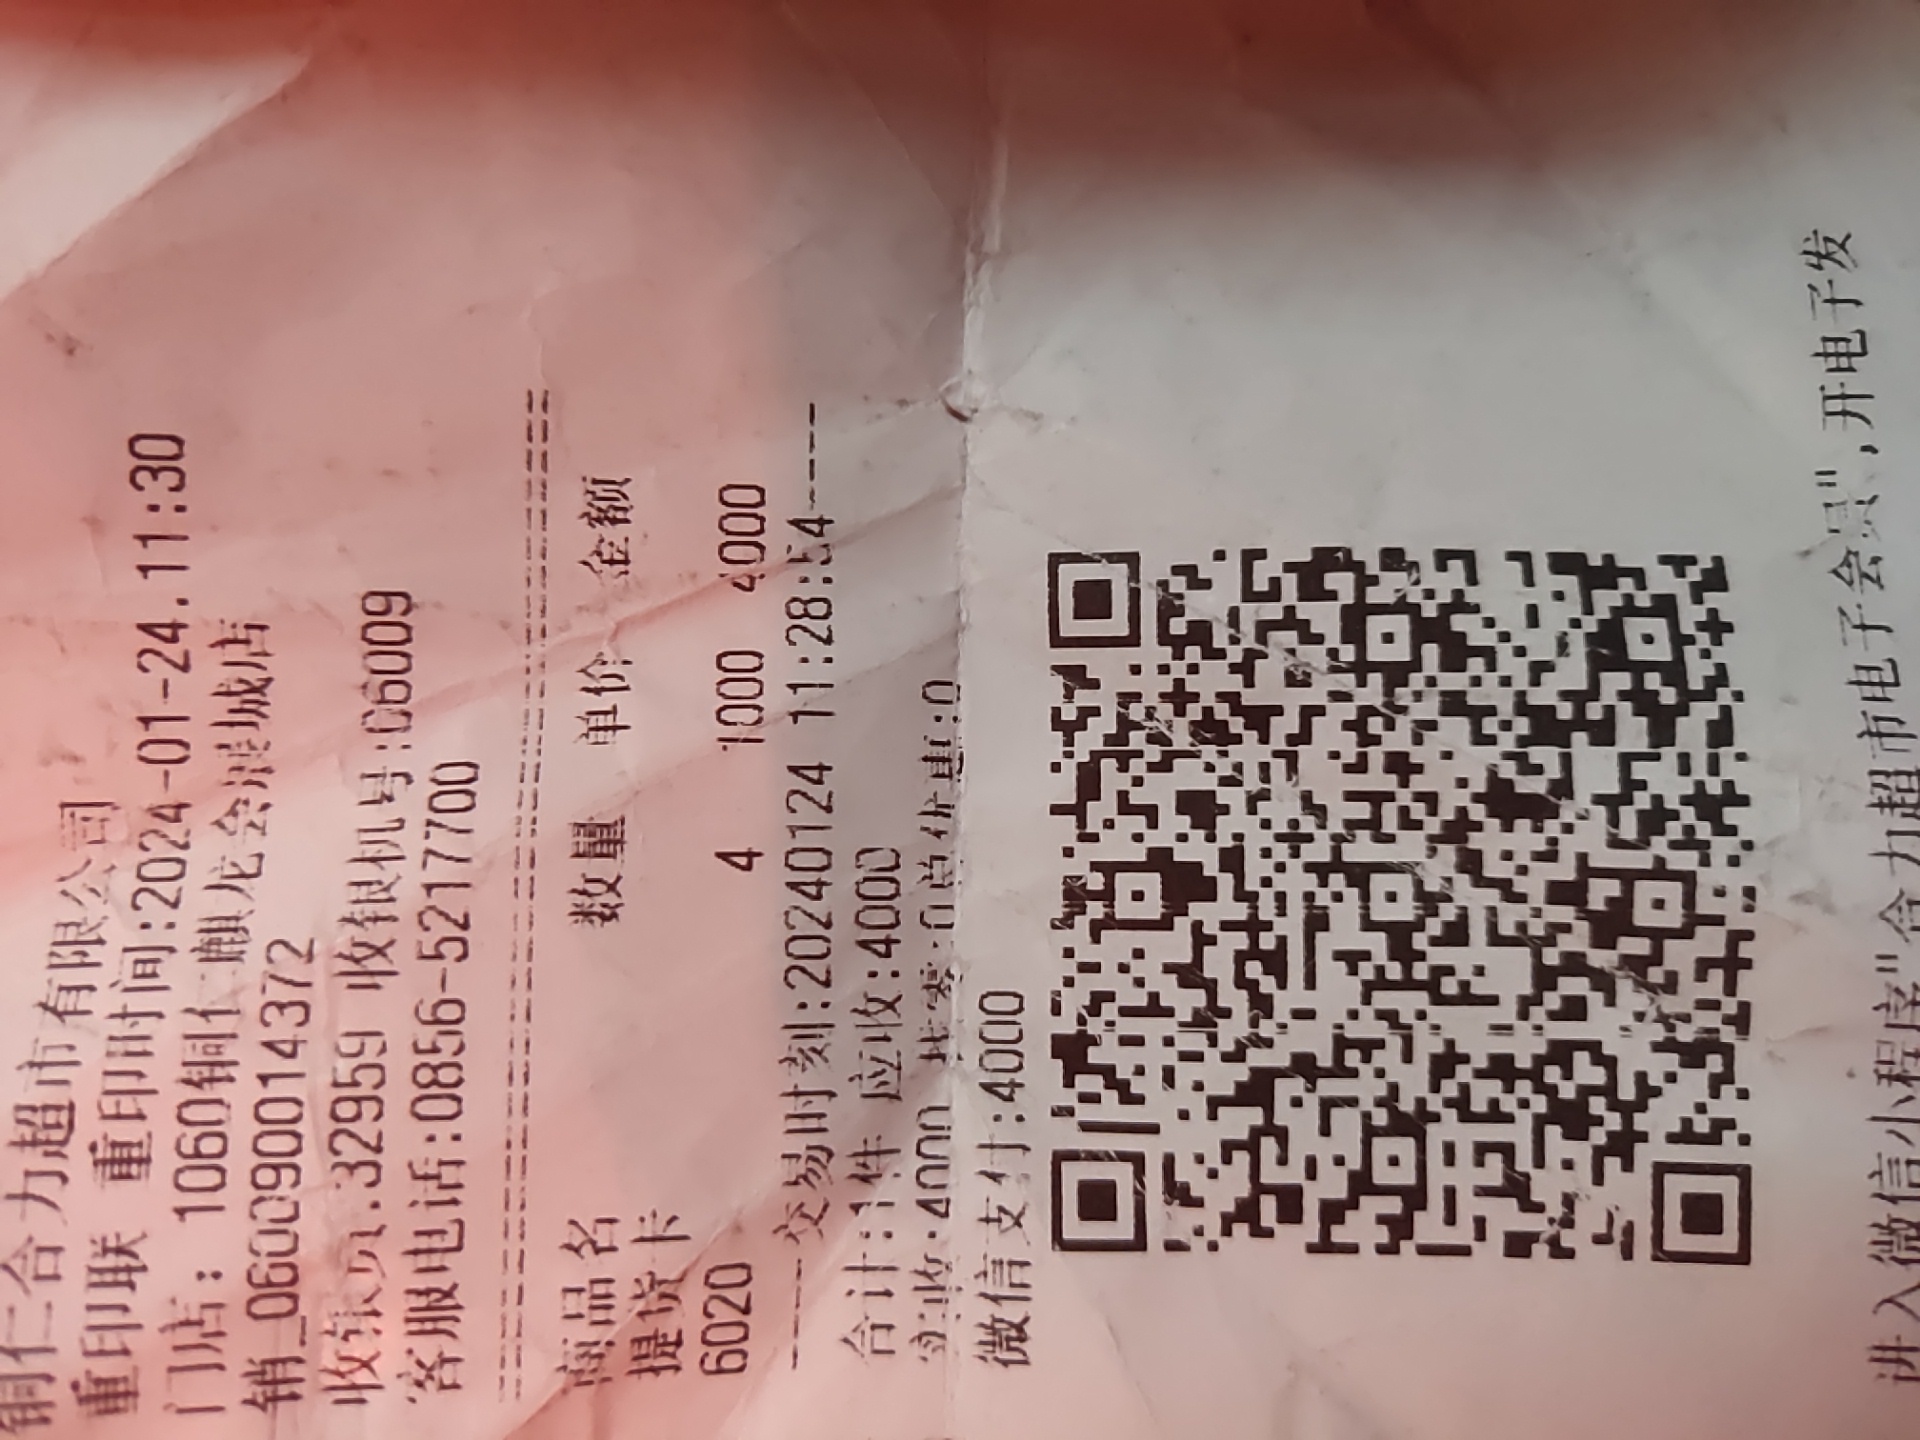 铜仁合力超市有限公司
重印联 重印时间:2024-01-24.11:30
门店: 1060铜仁麒龙会展城店
销_060090014372
收银员:32959 收银机号:06009
客服电话:0856-5217700
商品名 数量 单价 金额
提货卡
6020 4 1000 4000
---- 交易时刻:20240124 11:28:54----
合计:1件 应收:4000
实收:4000 找零:0总优惠:0
微信支付:4000
进入微信小程序"合力超市电子会员",开电子发